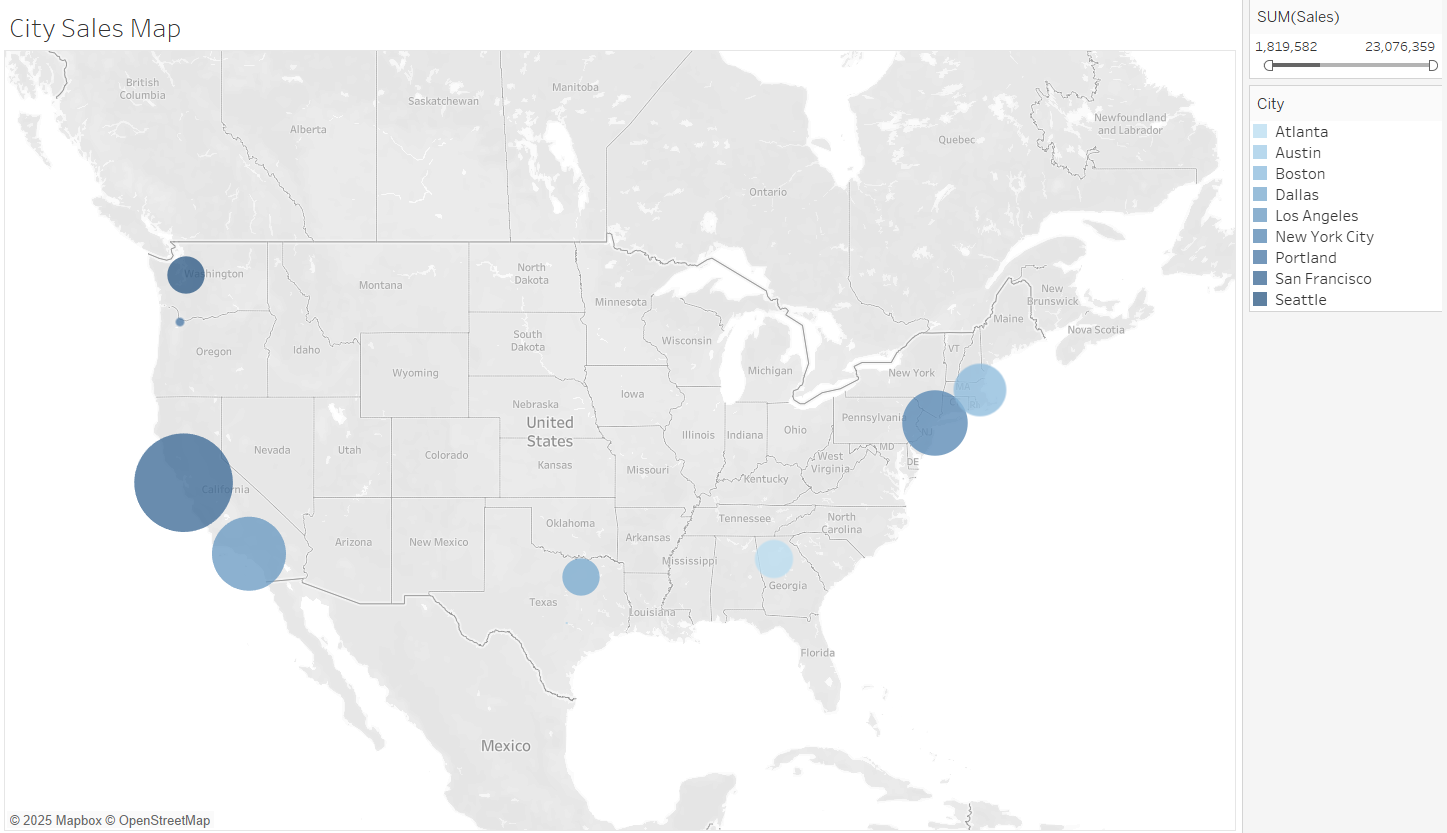 City Sales Map
SUM(Sales)
1,819,582 23,076,359
City
Atlanta
Austin
Boston
Dallas
Los Angeles
New York City
Portland
San Francisco
Seattle
British
Columbia
Alberta
Saskatchewan
Manitoba
Ontario
Quebec
Newfoundland
and Labrador
New
Brunswick
Nova Scotia
Maine
Washington
Montana
North
Dakota
Minnesota
Oregon
Idaho
Wyoming
South
Dakota
Wisconsin
Michigan
VT
New York
MA
RI
Nebraska
Iowa
United
States
Nevada
Utah
Colorado
Kansas
Illinois
Indiana
Ohio
Pennsylvania
NJ
MD
DE
West
Virginia
California
Missouri
Kentucky
Arizona
New Mexico
Oklahoma
Arkansas
Tennessee
North
Carolina
Mississippi
Georgia
Texas
Louisiana
Florida
Mexico
© 2025 Mapbox © OpenStreetMap